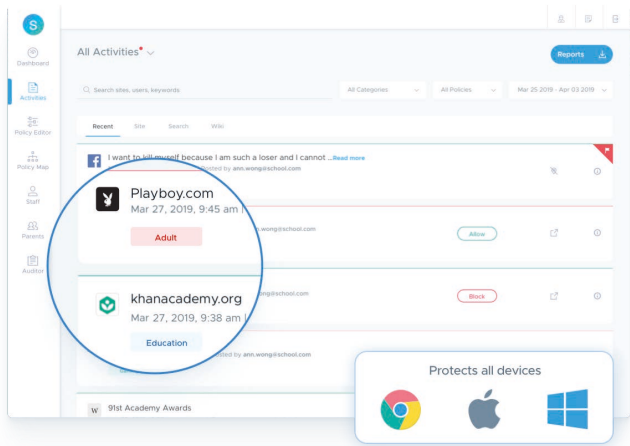 S
Dashboard
Activities
Policy Editor
Policy Map
Staff
Parents
Auditor
All Activities
Reports
Search sites, users, keywords
All Categories
All Policies
Mar 25 2019 - Apr 03 2019
Recent
Site
Search
Wiki
I want to kill myself because I am such a loser and I cannot ...Read more
Posted by ann.wong@school.com
Playboy.com
Mar 27, 2019, 9:45 am |
Adult
n.wong@school.com
Allow
khanacademy.org
Mar 27, 2019, 9:38 am |
Education
ong@school.com
Block
by ann.wong@school.com
W 91st Academy Awards
Protects all devices